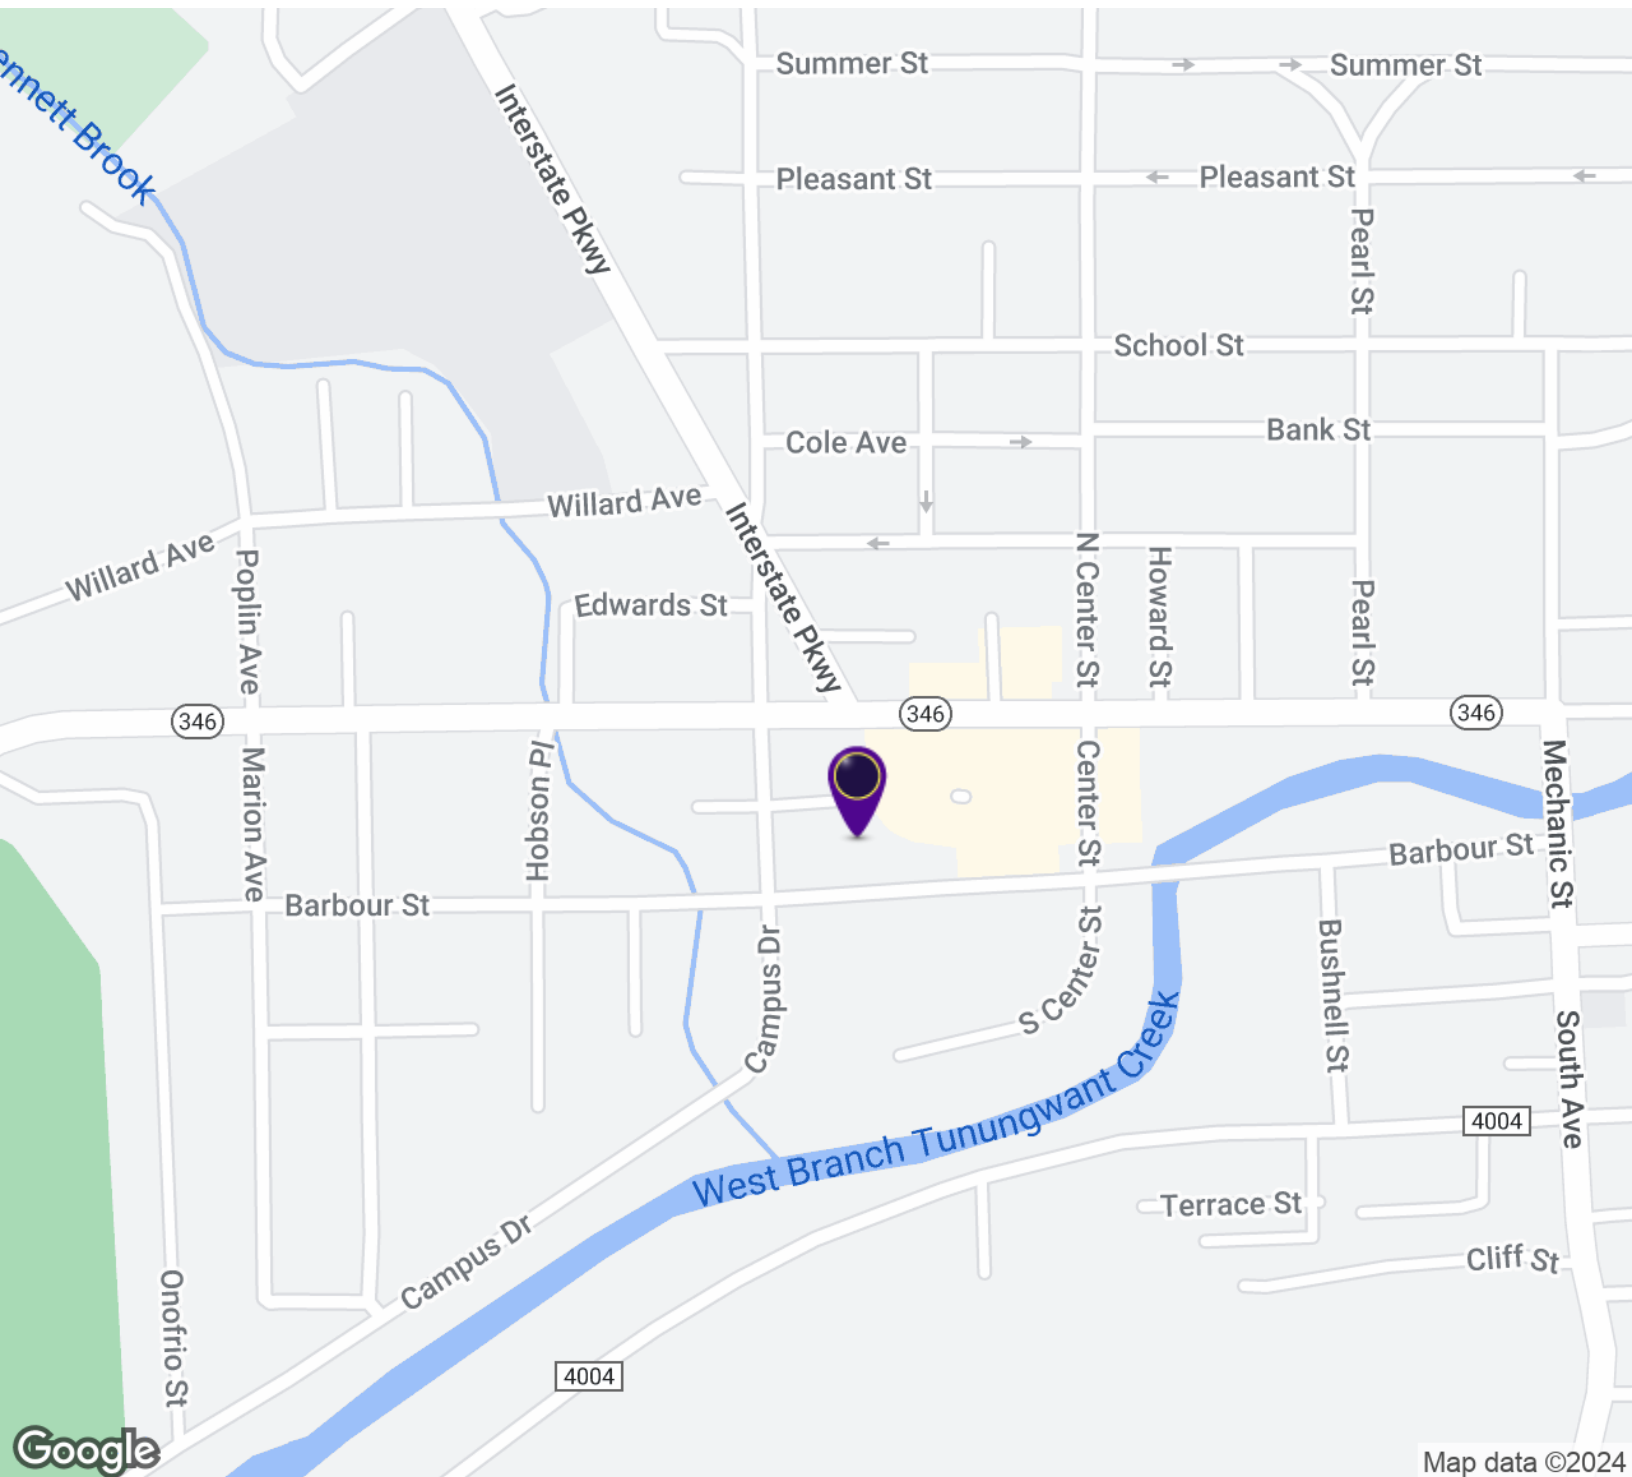 Summer St
Summer St
ennett Brook
Interstate Pkwy
Pleasant St
Pleasant St
Pearl St
School St
Bank St
Cole Ave
Willard Ave
Willard Ave
Interstate Pkwy
N Center St
Howard St
Poplin Ave
Edwards St
Pearl St
346
346
346
Marion Ave
Hobson Pl
Center St
Mechanic St
Barbour St
Barbour St
S Center St
Campus Dr
Bushnell St
West Branch Tunungwant Creek
South Ave
4004
Terrace St
Campus Dr
Cliff St
Onofrio St
4004
Google
Map data ©2024